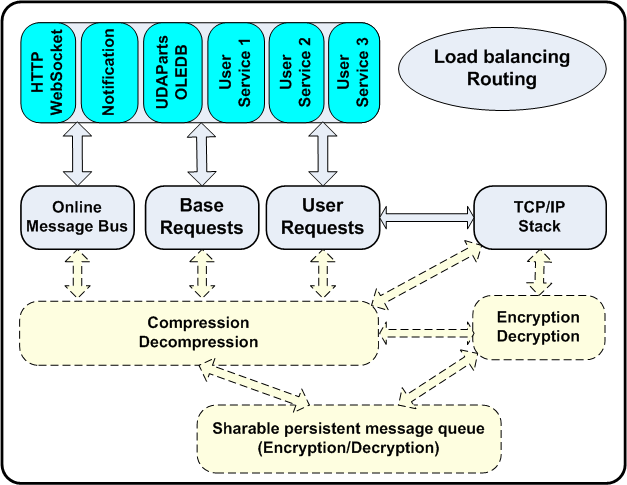 HTTP
WebSocket
Notification
UDAParts
OLEDB
User
Service 1
User
Service 2
User
Service 3
Load balancing
Routing
Online
Message Bus
Base
Requests
User
Requests
TCP/IP
Stack
Compression
Decompression
Encryption
Decryption
Sharable persistent message queue
(Encryption/Decryption)